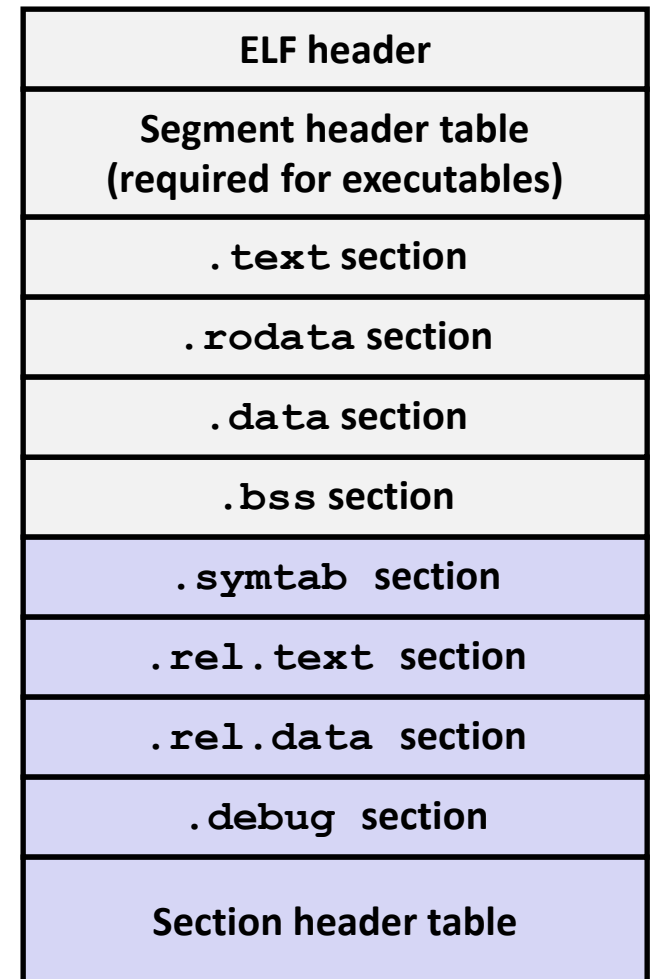 ELF header
Segment header table
(required for executables)
.text section
.rodata section
.data section
.bss section
.symtab section
.rel.text section
.rel.data section
.debug section
Section header table